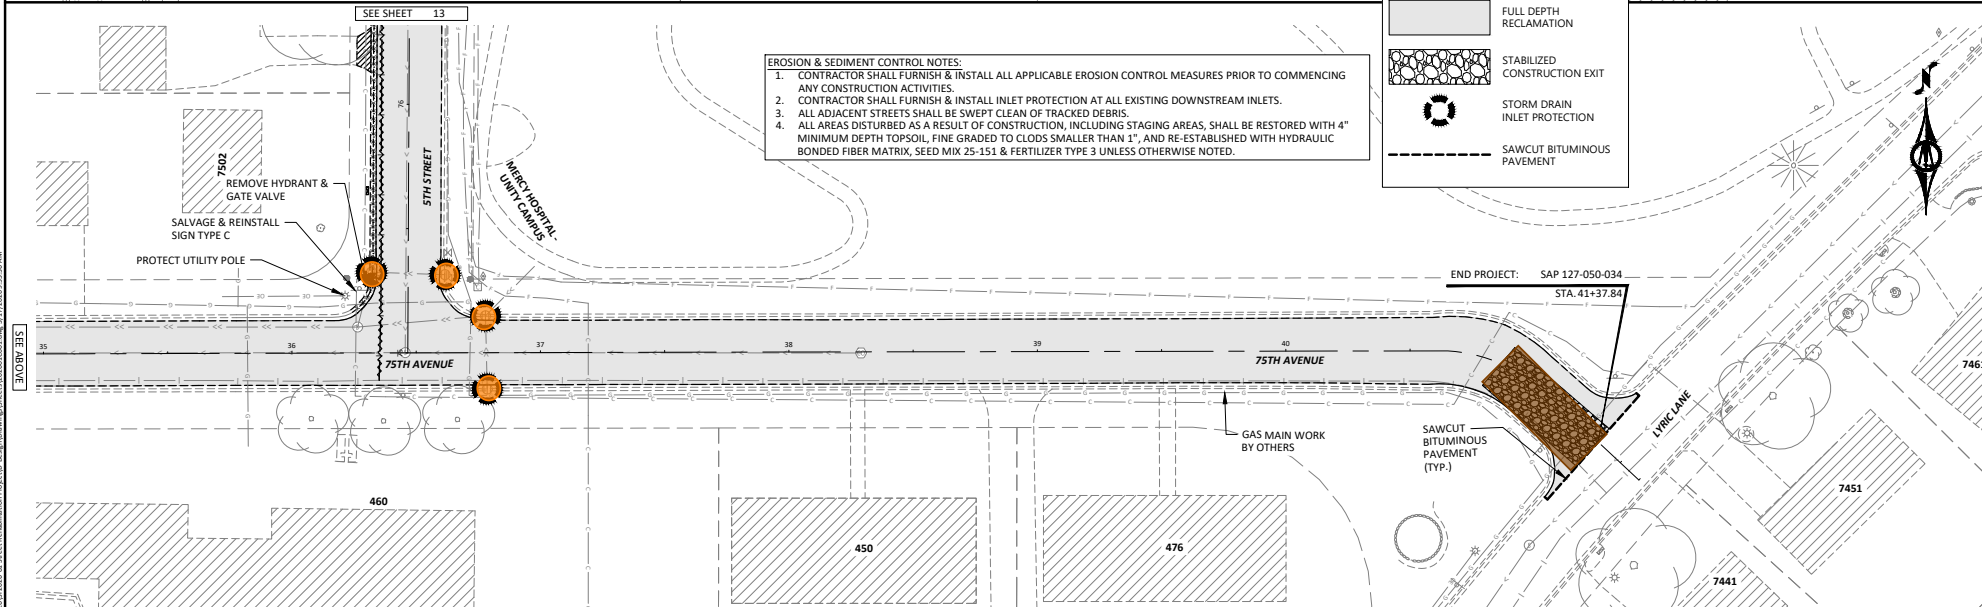 SEE SHEET 13
FULL DEPTH
RECLAMATION
STABILIZED
CONSTRUCTION EXIT
STORM DRAIN
INLET PROTECTION
SAWCUT BITUMINOUS
PAVEMENT
N
EROSION & SEDIMENT CONTROL NOTES:
1. CONTRACTOR SHALL FURNISH & INSTALL ALL APPLICABLE EROSION CONTROL MEASURES PRIOR TO COMMENCING
ANY CONSTRUCTION ACTIVITIES.
2. CONTRACTOR SHALL FURNISH & INSTALL INLET PROTECTION AT ALL EXISTING DOWNSTREAM INLETS.
3. ALL ADJACENT STREETS SHALL BE SWEPT CLEAN OF TRACKED DEBRIS.
4. ALL AREAS DISTURBED AS A RESULT OF CONSTRUCTION, INCLUDING STAGING AREAS, SHALL BE RESTORED WITH 4"
MINIMUM DEPTH TOPSOIL, FINE GRADED TO CLODS SMALLER THAN 1", AND RE-ESTABLISHED WITH HYDRAULIC
BONDED FIBER MATRIX, SEED MIX 25-151 & FERTILIZER TYPE 3 UNLESS OTHERWISE NOTED.
76
5TH STREET
MERCY HOSPITAL -
UNITY CAMPUS
7502
REMOVE HYDRANT &
GATE VALVE
SALVAGE & REINSTALL
SIGN TYPE C
PROTECT UTILITY POLE
END PROJECT: SAP 127-050-034
STA. 41+37.84
SEE ABOVE
35
36
37
38
39
40
75TH AVENUE
75TH AVENUE
LYRIC LANE
GAS MAIN WORK
BY OTHERS
SAWCUT
BITUMINOUS
PAVEMENT
(TYP.)
460
450
476
7451
7441